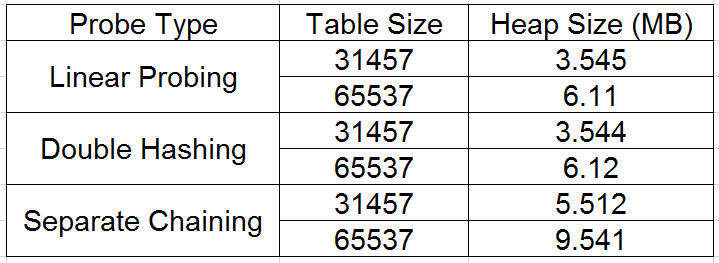 Probe Type Table Size Heap Size (MB)
Linear Probing 31457 3.545
65537 6.11
Double Hashing 31457 3.544
65537 6.12
Separate Chaining 31457 5.512
65537 9.541